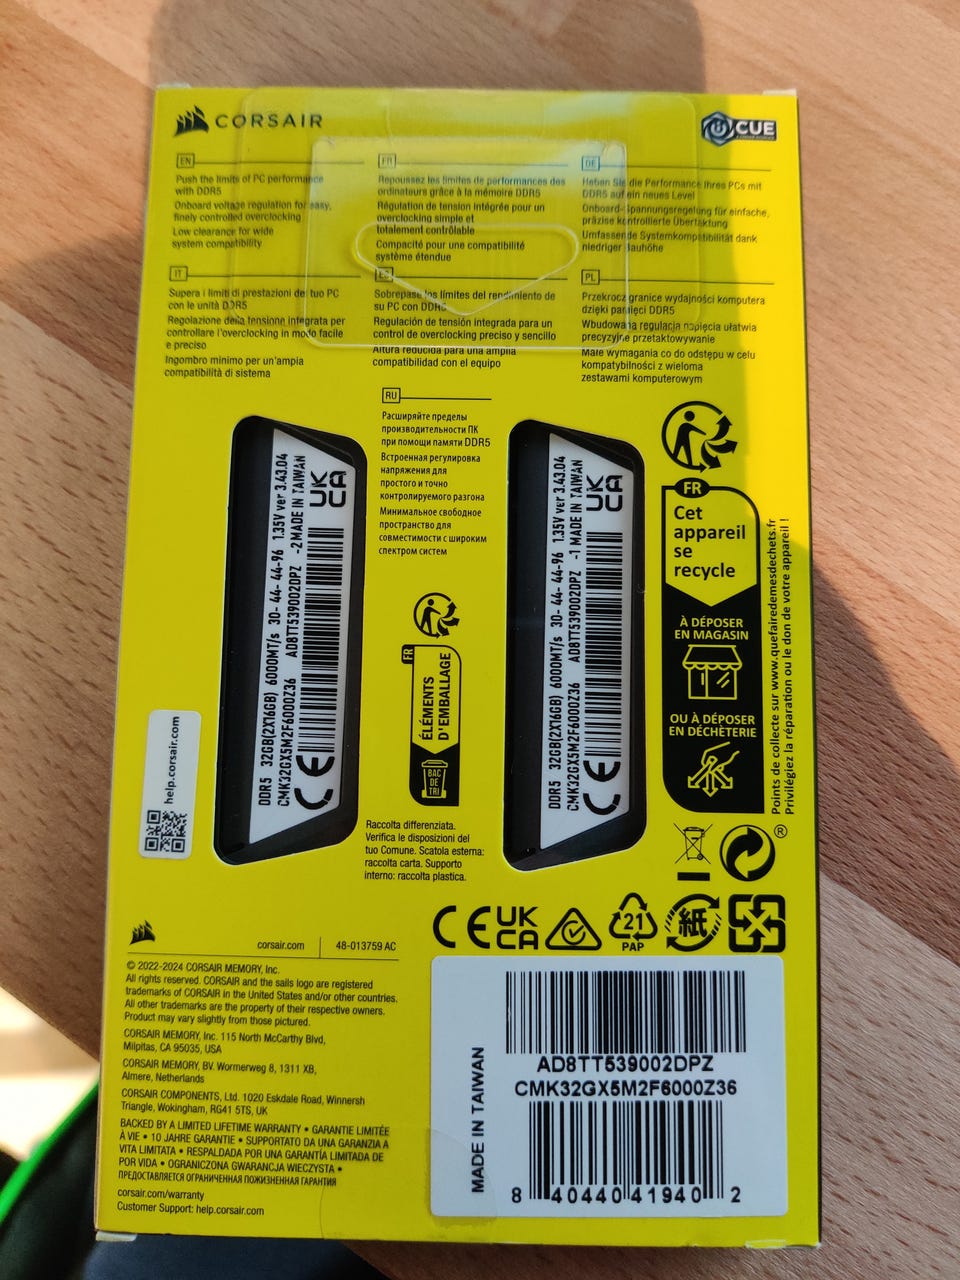 CORSAIR
CUE
EN
Push the limits of PC performance
with DDR5
Onboard voltage regulation for easy,
finely controlled overclocking
Low clearance for wide
system compatibility
FR
Repoussez les limites de performances des
ordinateurs grâce à la mémoire DDR5
Régulation de tension intégrée pour un
overclocking simple et
totalement contrôlable
Compacité pour une compatibilité
système étendue
DE
Heben Sie die Performance Ihres PCs mit
DDR5 auf ein neues Level
Onboard-Spannungsregelung für einfache,
präzise kontrollierte Übertaktung
Umfassende Systemkompatibilität dank
niedriger Bauhöhe
IT
Supera i limiti di prestazioni del tuo PC
con le unità DDR5
Regolazione della tensione integrata per
controllare l'overclocking in modo facile
e preciso
Ingombro minimo per un'ampia
compatibilità di sistema
ES
Sobrepase los límites del rendimiento de
su PC con DDR5
Regulación de tensión integrada para un
control de overclocking preciso y sencillo
Altura reducida para una amplia
compatibilidad con el equipo
PL
Przekrocz granice wydajności komputera
dzięki pamięci DDR5
Wbudowana regulacja napięcia ułatwia
precyzyjne przetaktowywanie
Małe wymagania co do odstępu w celu
kompatybilności z wieloma
zestawami komputerowym
RU
Расширяйте пределы
производительности ПК
при помощи памяти DDR5
Встроенная регулировка
напряжения для
простого и точно
контролируемого разгона
Минимальное свободное
пространство для
совместимости с широким
спектром систем
DDR5 32GB(2X16GB) 6000MT/s 30- 44- 44-96 1.35V ver 3.43.04
CMK32GX5M2F6000Z36 AD8TT539002DPZ -2 MADE IN TAIWAN
CE
UK
CA
DDR5 32GB(2X16GB) 6000MT/s 30- 44- 44-96 1.35V ver 3.43.04
CMK32GX5M2F6000Z36 AD8TT539002DPZ -1 MADE IN TAIWAN
CE
UK
CA
help.corsair.com
FR
ÉLÉMENTS
D'EMBALLAGE
BAC
DE
TRI
FR
Cet
appareil
se
recycle
À DÉPOSER
EN MAGASIN
OU À DÉPOSER
EN DÉCHÈTERIE
Points de collecte sur www.quefairedemesdechets.fr
Privilégiez la réparation ou le don de votre appareil !
Raccolta differenziata.
Verifica le disposizioni del
tuo Comune. Scatola esterna:
raccolta carta. Supporto
interno: raccolta plastica.
®
CE
UK
CA
21
PAP
紙
corsair.com
48-013759 AC
© 2022-2024 CORSAIR MEMORY, Inc.
All rights reserved. CORSAIR and the sails logo are registered
trademarks of CORSAIR in the United States and/or other countries.
All other trademarks are the property of their respective owners.
Product may vary slightly from those pictured.
CORSAIR MEMORY, Inc. 115 North McCarthy Blvd,
Milpitas, CA 95035, USA
CORSAIR MEMORY, BV. Wormerweg 8, 1311 XB,
Almere, Netherlands
CORSAIR COMPONENTS, Ltd. 1020 Eskdale Road, Winnersh
Triangle, Wokingham, RG41 5TS, UK
BACKED BY A LIMITED LIFETIME WARRANTY • GARANTIE LIMITÉE
À VIE • 10 JAHRE GARANTIE • SUPPORTATO DA UNA GARANZIA A
VITA LIMITATA • RESPALDADA POR UNA GARANTÍA LIMITADA DE
POR VIDA • OGRANICZONA GWARANCJA WIECZYSTA •
ПРЕДОСТАВЛЯЕТСЯ ОГРАНИЧЕННАЯ ПОЖИЗНЕННАЯ ГАРАНТИЯ
corsair.com/warranty
Customer Support: help.corsair.com
MADE IN TAIWAN
AD8TT539002DPZ
CMK32GX5M2F6000Z36
8 40440 41940 2